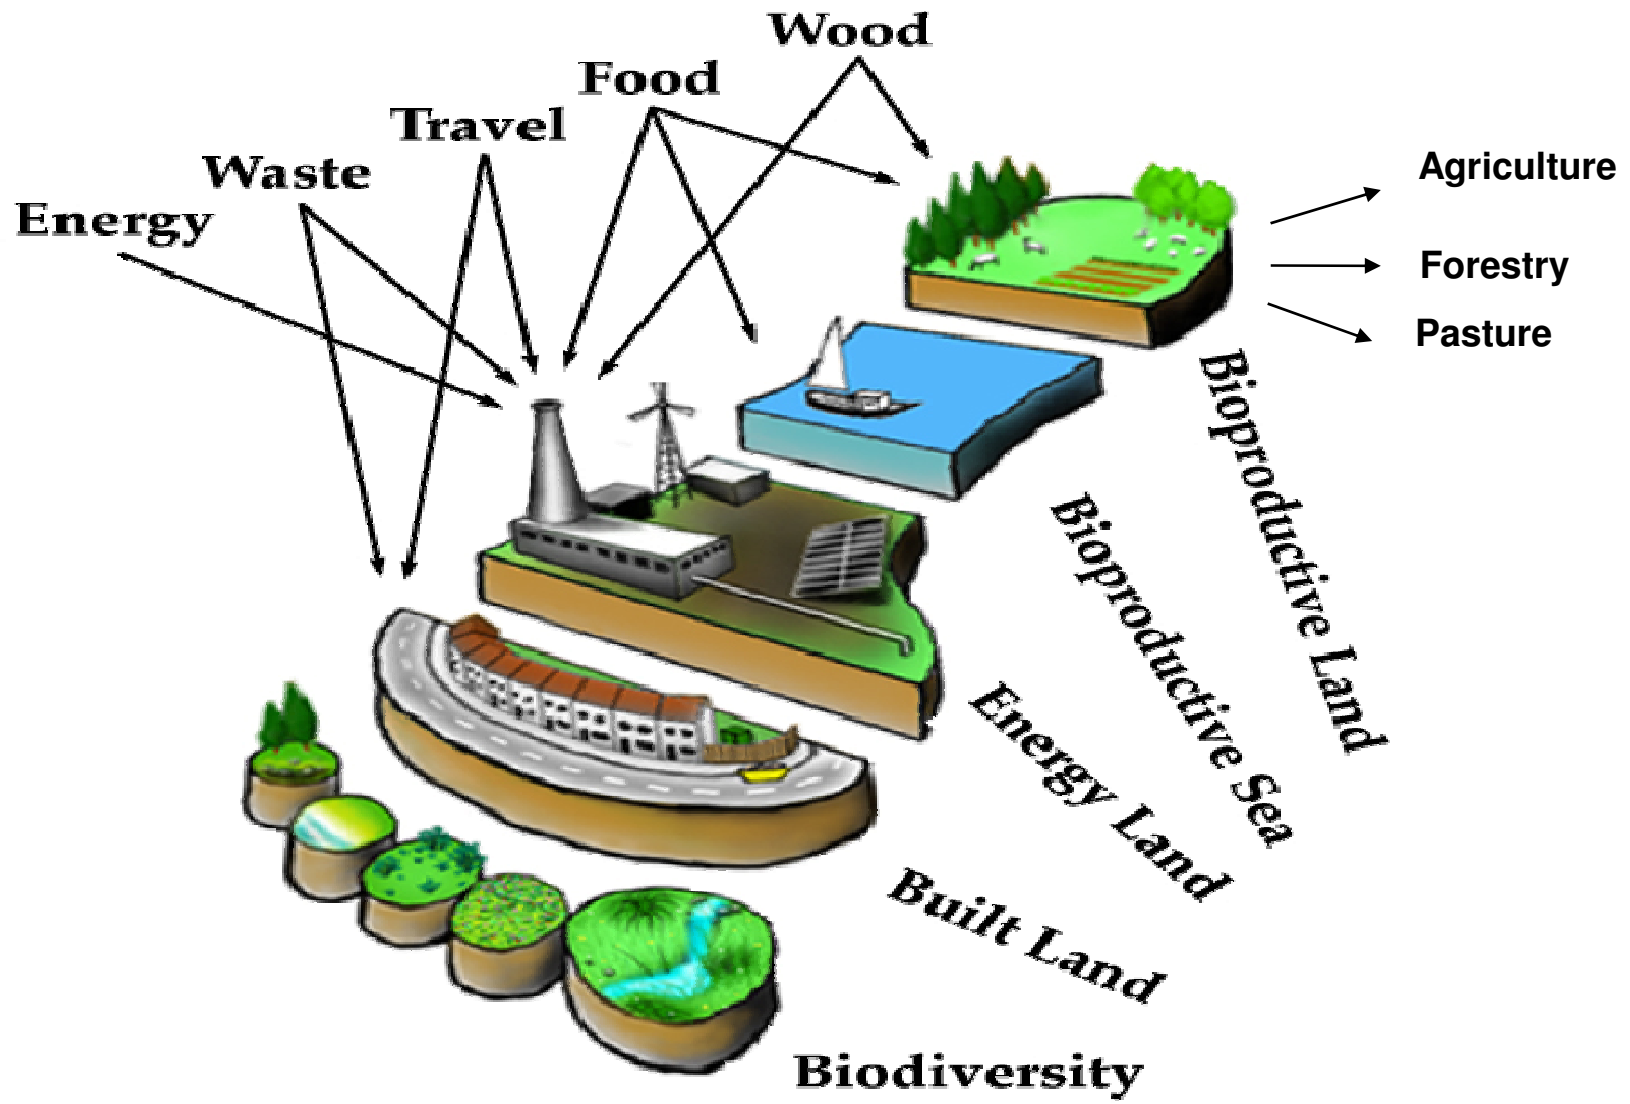 Wood
Food
Travel
Waste
Energy
Agriculture
Forestry
Pasture
Bioproductive Land
Bioproductive Sea
Energy Land
Built Land
Biodiversity